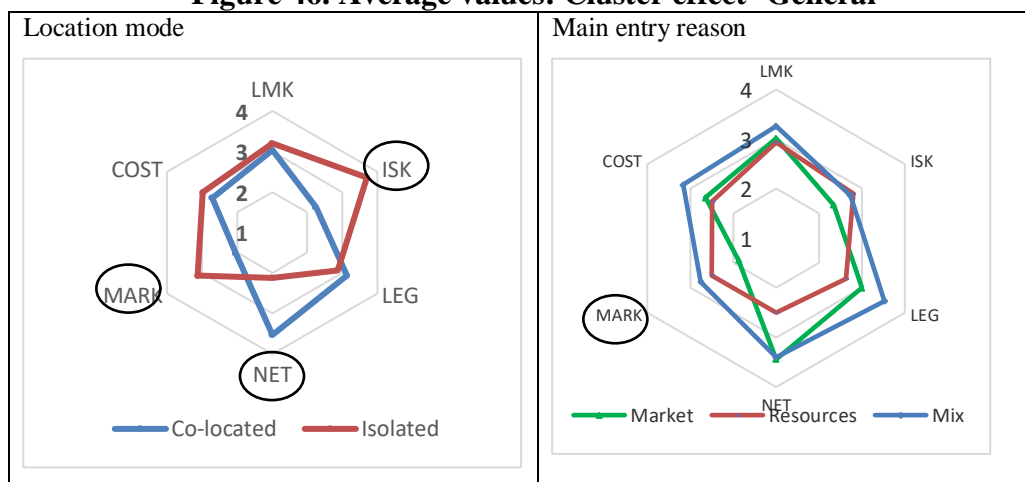 Figure 46. Average values: Cluster effect- General
Location mode
LMK
4
3
2
1
ISK
LEG
NET
MARK
COST
Co-located
Isolated
Main entry reason
LMK
4
3
2
1
ISK
LEG
NET
MARK
COST
Market
Resources
Mix